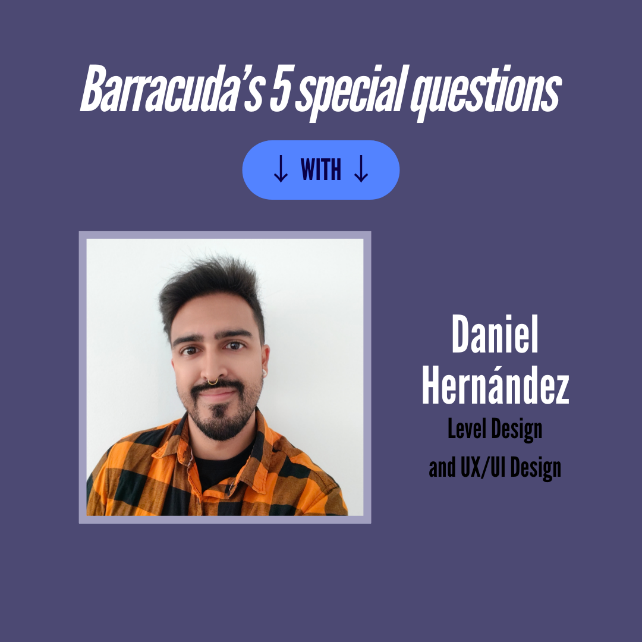 Barracuda’s 5 special questions
↓ WITH ↓
Daniel
Hernández
Level Design
and UX/UI Design